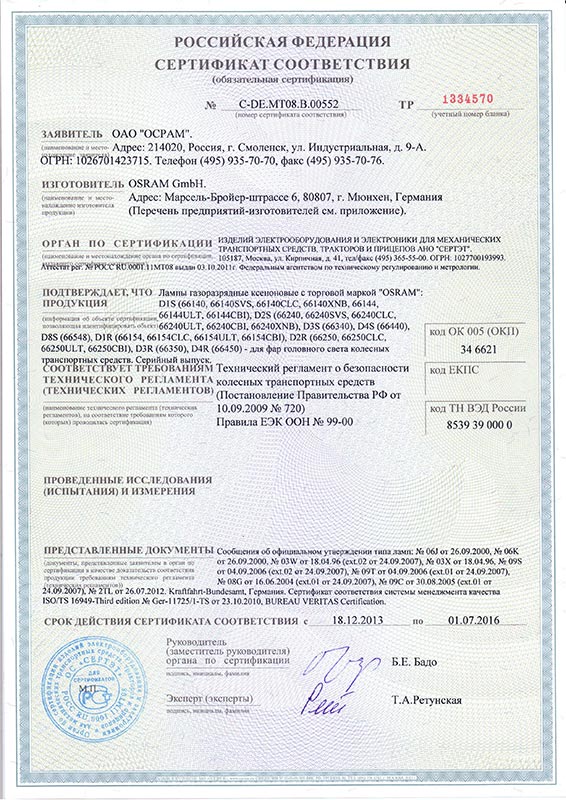 РОССИЙСКАЯ ФЕДЕРАЦИЯ
СЕРТИФИКАТ СООТВЕТСТВИЯ
(обязательная сертификация)
№ C-DE.МТ08.В.00552 ТР 1334570
(номер сертификата соответствия) (учетный номер бланка)
ЗАЯВИТЕЛЬ ОАО "ОСРАМ".
(наименование и место- Адрес: 214020, Россия, г. Смоленск, ул. Индустриальная, д. 9-А.
ОГРН: 1026701423715. Телефон (495) 935-70-70, факс (495) 935-70-76.
ИЗГОТОВИТЕЛЬ OSRAM GmbH.
(наименование и место- Адрес: Марсель-Бройер-штрассе 6, 80807, г. Мюнхен, Германия
нахождение изготовителя (Перечень предприятий-изготовителей см. приложение).
продукции)
ОРГАН ПО СЕРТИФИКАЦИИ ИЗДЕЛИЙ ЭЛЕКТРООБОРУДОВАНИЯ И ЭЛЕКТРОНИКИ ДЛЯ МЕХАНИЧЕСКИХ
ТРАНСПОРТНЫХ СРЕДСТВ, ТРАКТОРОВ И ПРИЦЕПОВ АНО "СЕРТЭТ".
105187, Москва, ул. Кирпичная, д. 41, тел/факс (495) 365-55-00. ОГРН: 1027700193993.
Аттестат рег. № РОСС RU.0001.11МТ08 выдан 03.10.2011г. Федеральным агентством по техническому регулированию и метрологии.
ПОДТВЕРЖДАЕТ, ЧТО Лампы газоразрядные ксеноновые с торговой маркой "OSRAM":
ПРОДУКЦИЯ D1S (66140, 66140SVS, 66140CLC, 66140XNB, 66144,
(информация об объекте сертификации, 66144ULT, 66144CBI), D2S (66240, 66240SVS, 66240CLC,
позволяющая идентифицировать объект) 66240ULT, 66240CBI, 66240XNB), D3S (66340), D4S (66440),
D8S (66548), D1R (66154, 66154CLC, 66154ULT, 66154CBI), D2R (66250, 66250CLC,
66250ULT, 66250CBI), D3R (66350), D4R (66450) - для фар головного света колесных
транспортных средств. Серийный выпуск.
код ОК 005 (ОКП)
34 6621
код ЕКПС
код ТН ВЭД России
8539 39 000 0
СООТВЕТСТВУЕТ ТРЕБОВАНИЯМ Технический регламент о безопасности
ТЕХНИЧЕСКОГО РЕГЛАМЕНТА колесных транспортных средств
(ТЕХНИЧЕСКИХ РЕГЛАМЕНТОВ) (Постановление Правительства РФ от
(наименование технического регламента (технических 10.09.2009 № 720)
регламентов), на соответствие требованиям которого
(которых) проводилась сертификация) Правила ЕЭК ООН № 99-00
ПРОВЕДЕННЫЕ ИССЛЕДОВАНИЯ
(ИСПЫТАНИЯ) И ИЗМЕРЕНИЯ
ПРЕДСТАВЛЕННЫЕ ДОКУМЕНТЫ Сообщения об официальном утверждении типа ламп: № 06J от 26.09.2000, № 06K
(документы, представленные заявителем в орган по от 26.09.2000, № 03W от 18.04.96 (ext.02 от 24.09.2007), № 03X от 18.04.96, № 09S
сертификации в качестве доказательств от 04.09.2006 (ext.02 от 24.09.2007), № 09T от 04.09.2006 (ext.01 от 24.09.2007),
соответствия продукции требованиям технического регламента № 08G от 16.06.2004 (ext.01 от 24.09.2007), № 09C от 30.08.2005 (ext.01 от
24.09.2007), № 2TL от 26.07.2012. Kraftfahrt-Bundesamt, Германия. Сертификат соответствия системы менеджмента качества
ISO/TS 16949-Third edition № Ger-11725/1-TS от 23.10.2010, BUREAU VERITAS Certification.
СРОК ДЕЙСТВИЯ СЕРТИФИКАТА СООТВЕТСТВИЯ с 18.12.2013 по 01.07.2016
Руководитель
(заместитель руководителя)
органа по сертификации Б.Е. Бадо
подпись, инициалы, фамилия
М.П.
Эксперт (эксперты) Т.А.Ретунская
подпись, инициалы, фамилия